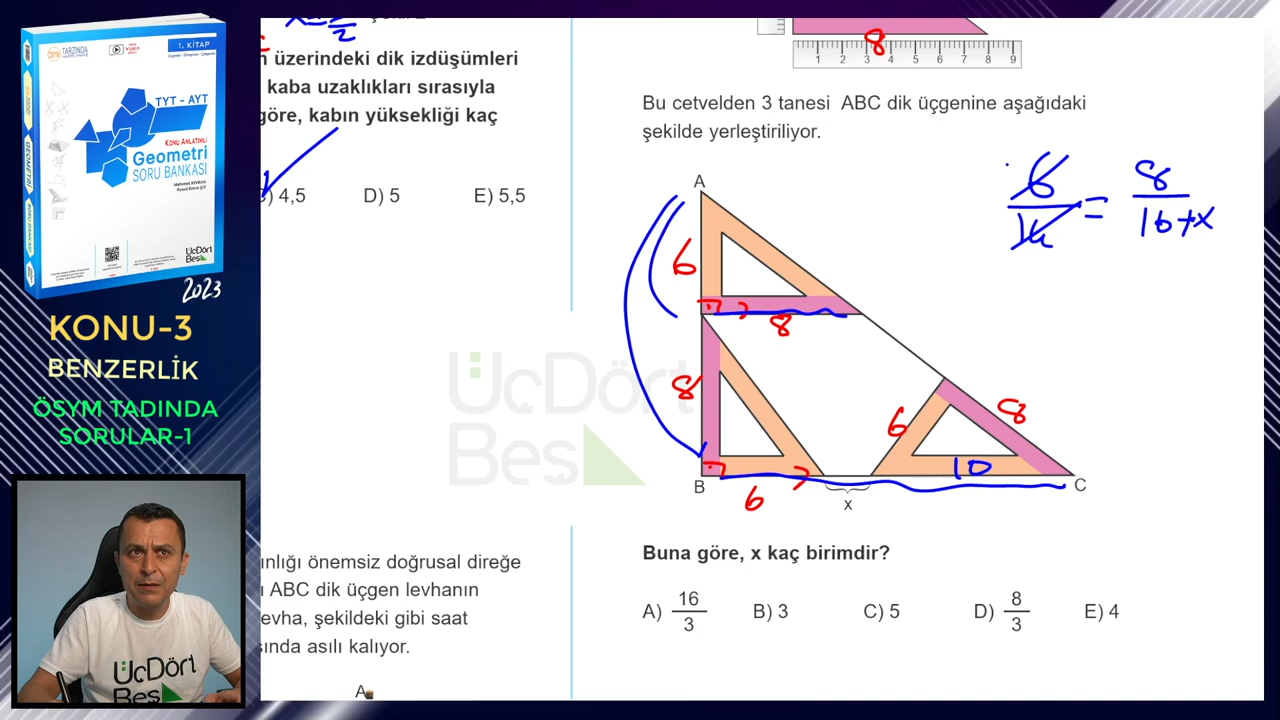 1. KİTAP
TYT - AYT
KONU ANLATIMLI
Geometri
SORU BANKASI
GEOMETRİ
ÜçDört
Beş
2023
KONU-3
BENZERLİK
ÖSYM TADINDA
SORULAR-1
ÜçDört
Beş
n üzerindeki dik izdüşümleri
kaba uzaklıkları sırasıyla
göre, kabın yüksekliği kaç
4,5 D) 5 E) 5,5
ınlığı önemsiz doğrusal direğe
ı ABC dik üçgen levhanın
evha, şekildeki gibi saat
sında asılı kalıyor.
A
ÜçDört
Beş
8
1 2 3 4 5 6 7 8 9
Bu cetvelden 3 tanesi ABC dik üçgenine aşağıdaki
şekilde yerleştiriliyor.
6/14 = 8/16+x
A
6
8
8
6
8
10
B
6
x
C
Buna göre, x kaç birimdir?
A) 16/3 B) 3 C) 5 D) 8/3 E) 4